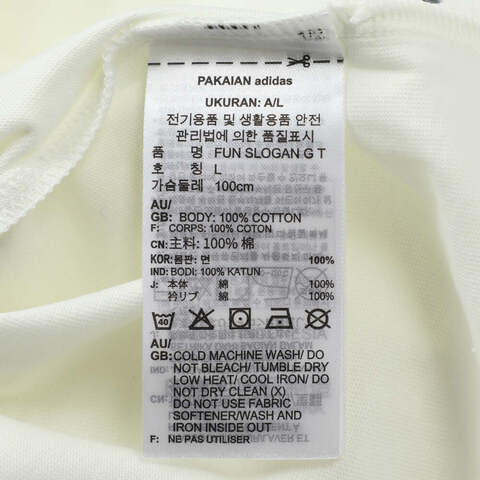 PAKAIAN adidas
UKURAN: A/L
전기용품 및 생활용품 안전
관리법에 의한 품질표시
품 명 FUN SLOGAN G T
호 칭 L
가슴둘레 100cm
AU/
GB: BODY: 100% COTTON
F: CORPS: 100% COTON
CN: 主料: 100% 棉
KOR: 몸판: 면 100%
IND: BODI: 100% KATUN
J: 本体 綿 100%
衿リブ 綿 100%
40
AU/
GB: COLD MACHINE WASH/ DO
NOT BLEACH/ TUMBLE DRY
LOW HEAT/ COOL IRON/ DO
NOT DRY CLEAN (X)
DO NOT USE FABRIC
SOFTENER/WASH AND
IRON INSIDE OUT
F: NE PAS UTILISER